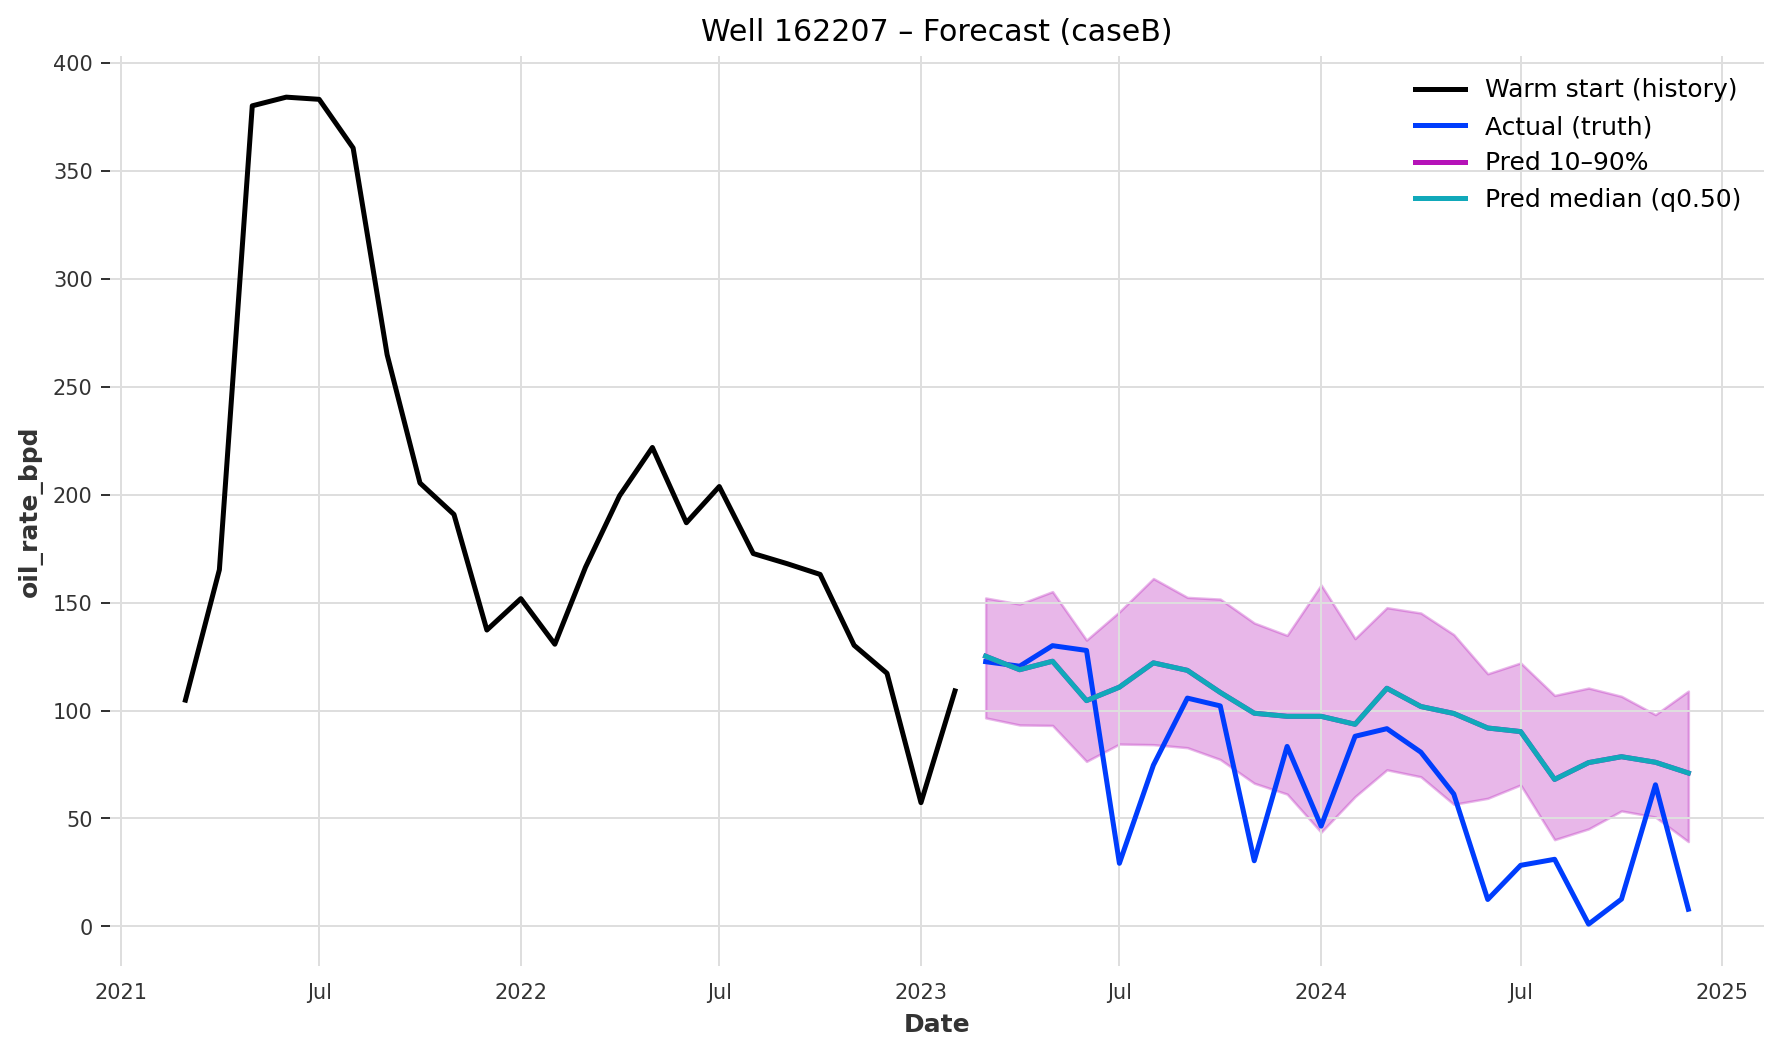 Well 162207 – Forecast (caseB)
Warm start (history)
Actual (truth)
Pred 10–90%
Pred median (q0.50)
oil_rate_bpd
400
350
300
250
200
150
100
50
0
2021
Jul
2022
Jul
2023
Jul
2024
Jul
2025
Date